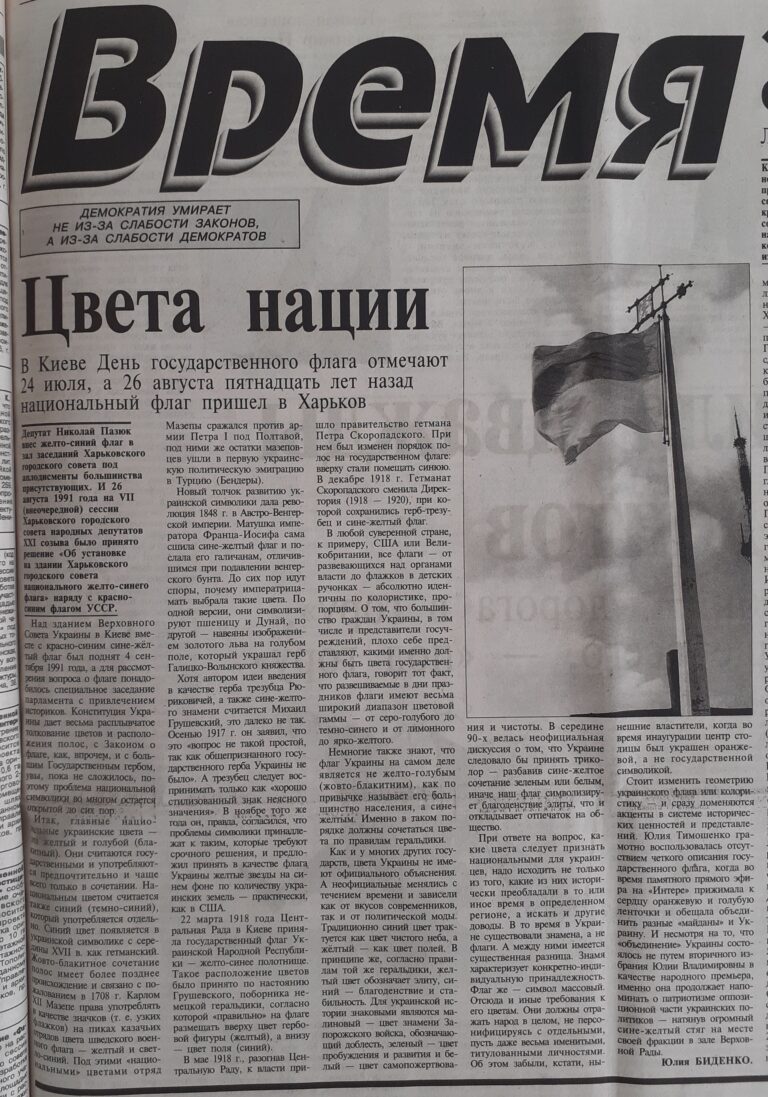 Время
ДЕМОКРАТИЯ УМИРАЕТ
НЕ ИЗ-ЗА СЛАБОСТИ ЗАКОНОВ,
А ИЗ-ЗА СЛАБОСТИ ДЕМОКРАТОВ
Цвета нации
В Киеве День государственного флага отмечают
24 июля, а 26 августа пятнадцать лет назад
национальный флаг пришел в Харьков
Депутат Николай Пазюк
внес желто-синий флаг в
зал заседаний Харьковского
городского совета под
аплодисменты большинства
присутствующих. И 26
августа 1991 года на VII
(внеочередной) сессии
Харьковского городского
совета народных депутатов
XXI созыва было принято
решение «Об установке
на здании Харьковского
городского совета
национального желто-синего
флага» наряду с красно-
синим флагом УССР.
Над зданием Верховного
Совета Украины в Киеве вме-
сте с красно-синим сине-жёл-
тый флаг был поднят 4 сен-
тября 1991 года, а для рассмот-
рения вопроса о флаге понадо-
билось специальное заседание
парламента с привлечением
историков. Конституция Укра-
ины дает весьма расплывчатое
толкование цветов и располо-
жения полос, с Законом о
флаге, как, впрочем, и с боль-
шим Государственным гербом,
увы, пока не сложилось, по-
этому проблема национальной
символики во многом остается
открытой до сих пор.
Итак, главные нацио-
нальные украинские цвета —
желтый и голубой (бла-
китный). Они считаются госу-
дарственными и употребляют-
ся предпочтительно и чаще
всего только в сочетании. На-
циональным цветом считается
также синий (темно-синий),
который употребляется отдель-
но. Синий цвет появляется в
украинской символике с сере-
дины XVII в. как гетманский.
Жовто-блакитное сочетание
полос имеет более позднее
происхождение и связано с по-
жалованием в 1708 г. Карлом
XII Мазепе права употреблять
в качестве значков (т. е. узких
флажков) на пиках казачьих
отрядов цвета шведского воен-
ного флага — желтый и свет-
ло-синий. Под этими «нацио-
нальными» цветами отряд
Мазепы сражался против ар-
мии Петра I под Полтавой,
под ними же остатки мазепов-
цев ушли в первую украинс-
кую политическую эмиграцию
в Турцию (Бендеры).
Новый толчок развитию ук-
раинской символики дала рево-
люция 1848 г. в Австро-Венгер-
ской империи. Матушка импера-
тора Франца-Иосифа сама
сшила сине-желтый флаг и по-
слала его галичанам, отличив-
шимся при подавлении венгер-
ского бунта. До сих пор идут
споры, почему императрица-
мать выбрала такие цвета. По
одной версии, они символизи-
руют пшеницу и Дунай, по
другой — навеяны изображени-
ем золотого льва на голубом
поле, который украшал герб
Галицко-Волынского княжества.
Хотя автором идеи введения
в качестве герба трезубца Рю-
риковичей, а также сине-желто-
го знамени считается Михаил
Грушевский, это далеко не так.
Осенью 1917 г. он заявил, что
это «вопрос не такой простой,
так как общепризнанного госу-
дарственного герба Украины не
было». А трезубец следует вос-
принимать только как «хорошо
стилизованный знак неясного
значения». В ноябре того же
года он, правда, согласился, что
проблемы символики принадле-
жат к таким, которые требуют
срочного решения, и предло-
жил принять в качестве флага
Украины желтые звезды на си-
нем фоне по количеству укра-
инских земель — практически,
как в США.
22 марта 1918 года Цент-
ральная Рада в Киеве приня-
ла государственный флаг Ук-
раинской Народной Республи-
ки — желто-синее полотнище.
Такое расположение цветов
было принято по настоянию
Грушевского, поборника не-
мецкой геральдики, согласно
которой «правильно» на флаге
размещать вверху цвет гербо-
вой фигуры (желтый), а внизу
— цвет поля (синий).
В мае 1918 г., разогнав Цен-
тральную Раду, к власти при-
шло правительство гетмана
Петра Скоропадского. При
нем был изменен порядок по-
лос на государственном флаге:
вверху стали помещать синюю.
В декабре 1918 г. Гетманат
Скоропадского сменила Дирек-
тория (1918 — 1920), при ко-
торой сохранились герб-трезу-
бец и сине-желтый флаг.
В любой суверенной стране,
к примеру, США или Вели-
кобритании, все флаги — от
развевающихся над органами
власти до флажков в детских
ручонках — абсолютно иден-
тичны по колористике, про-
порциям. О том, что большин-
ство граждан Украины, в том
числе и представители госуч-
реждений, плохо себе пред-
ставляют, какими именно дол-
жны быть цвета государствен-
ного флага, говорит тот факт,
что развешиваемые в дни праз-
дников флаги имеют весьма
широкий диапазон цветовой
гаммы — от серо-голубого до
темно-синего и от лимонного
до ярко-желтого.
Немногие также знают, что
флаг Украины на самом деле
является не желто-голубым
(жовто-блакитним), как по
привычке называет его боль-
шинство населения, а сине-
жёлтым. Именно в таком по-
рядке должны сочетаться цве-
та по правилам геральдики.
Как и у многих других госу-
дарств, цвета Украины не име-
ют официального объяснения.
А неофициальные менялись с
течением времени и зависели
как от вкусов современников,
так и от политической моды.
Традиционно синий цвет трак-
туется как цвет чистого неба, а
жёлтый — как цвет полей. В
принципе же, согласно прави-
лам той же геральдики, жел-
тый цвет обозначает элиту, си-
ний — благоденствие и ста-
бильность. Для украинской ис-
тории знаковыми являются ма-
линовый — цвет знамени За-
порожского войска, обозначаю-
щий доблесть, зеленый — цвет
пробуждения и развития и бе-
лый — цвет самопожертвова-
ния и чистоты. В середине
90-х велась неофициальная
дискуссия о том, что Украине
следовало бы принять трико-
лор — разбавив сине-желтое
сочетание зеленым или белым,
иначе наш флаг символизиру-
ет благоденствие элиты, что и
откладывает отпечаток на об-
щество.
При ответе на вопрос, ка-
кие цвета следует признать
национальными для украин-
цев, надо исходить не только
из того, какие из них истори-
чески преобладали в то или
иное время в определенном
регионе, а искать и другие
доводы. В то время в Украи-
не существовали знамена, а не
флаги. А между ними имеется
существенная разница. Знамя
характеризует конкретно-инди-
видуальную принадлежность.
Флаг же — символ массовый.
Отсюда и иные требования к
его цветам. Они должны отра-
жать народ в целом, не персо-
нифицируясь с отдельными,
пусть даже весьма именитыми,
титулованными личностями.
Об этом забыли, кстати, ны-
нешние властители, когда во
время инаугурации центр сто-
лицы был украшен оранже-
вой, а не государственной
символикой.
Стоит изменить геометрию
украинского флага или колори-
стику — и сразу поменяются
акценты в системе историчес-
ких ценностей и представле-
ний. Юлия Тимошенко гра-
мотно воспользовалась отсут-
ствием четкого описания госу-
дарственного флага, когда во
время памятного прямого эфи-
ра на «Интере» прижимала к
сердцу оранжевую и голубую
ленточки и обещала объеди-
нить разные «майданы» и Ук-
раину. И несмотря на то, что
«объединение» Украины состо-
ялось не путем вторичного из-
брания Юлии Владимировны в
качестве народного премьера,
именно она продолжает напо-
минать о патриотизме оппози-
ционной части украинских по-
литиков — натянув огромный
сине-желтый стяг на месте
своей фракции в зале Верхов-
ной Рады.
Юлия БИДЕНКО.